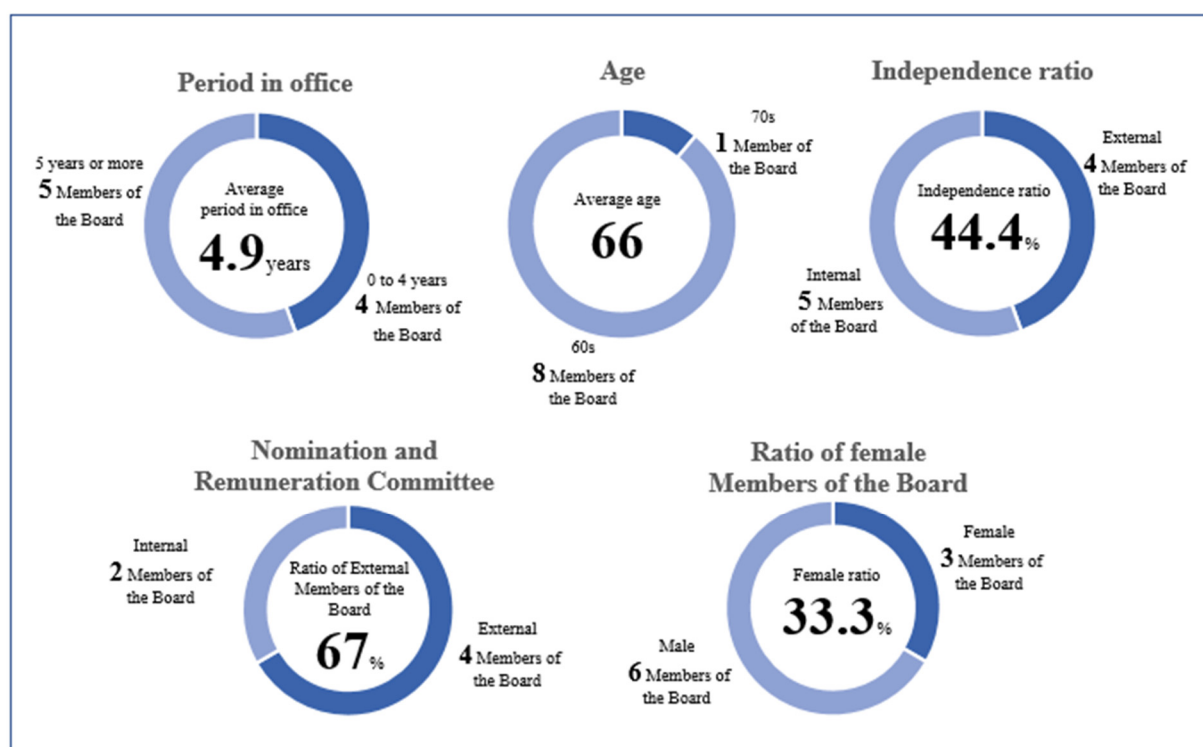 Period in office
5 years or more
5 Members of
the Board
Average
period in office
4.9 years
0 to 4 years
4 Members of
the Board
Age
70s
1 Member of
the Board
Average age
66
60s
8 Members of
the Board
Independence ratio
External
4 Members of
the Board
Independence ratio
44.4%
Internal
5 Members
of the Board
Nomination and
Remuneration Committee
Internal
2 Members of
the Board
Ratio of External
Members of the
Board
67%
External
4 Members of
the Board
Ratio of female
Members of the Board
Female
3 Members of
the Board
Female ratio
33.3%
Male
6 Members of
the Board